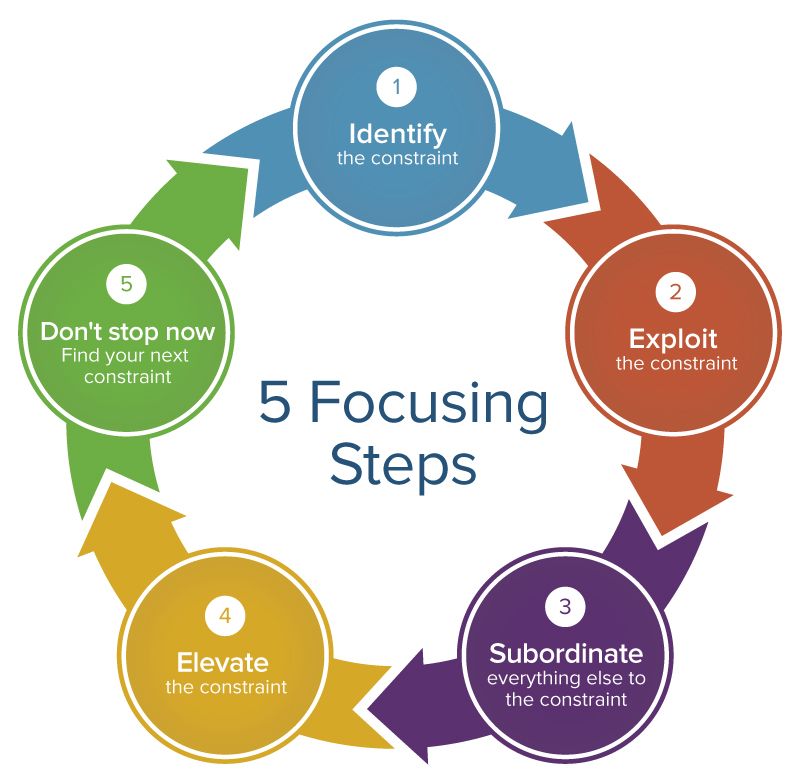 1
Identify
the constraint
2
Exploit
the constraint
3
Subordinate
everything else to
the constraint
4
Elevate
the constraint
5
Don't stop now
Find your next
constraint
5 Focusing
Steps